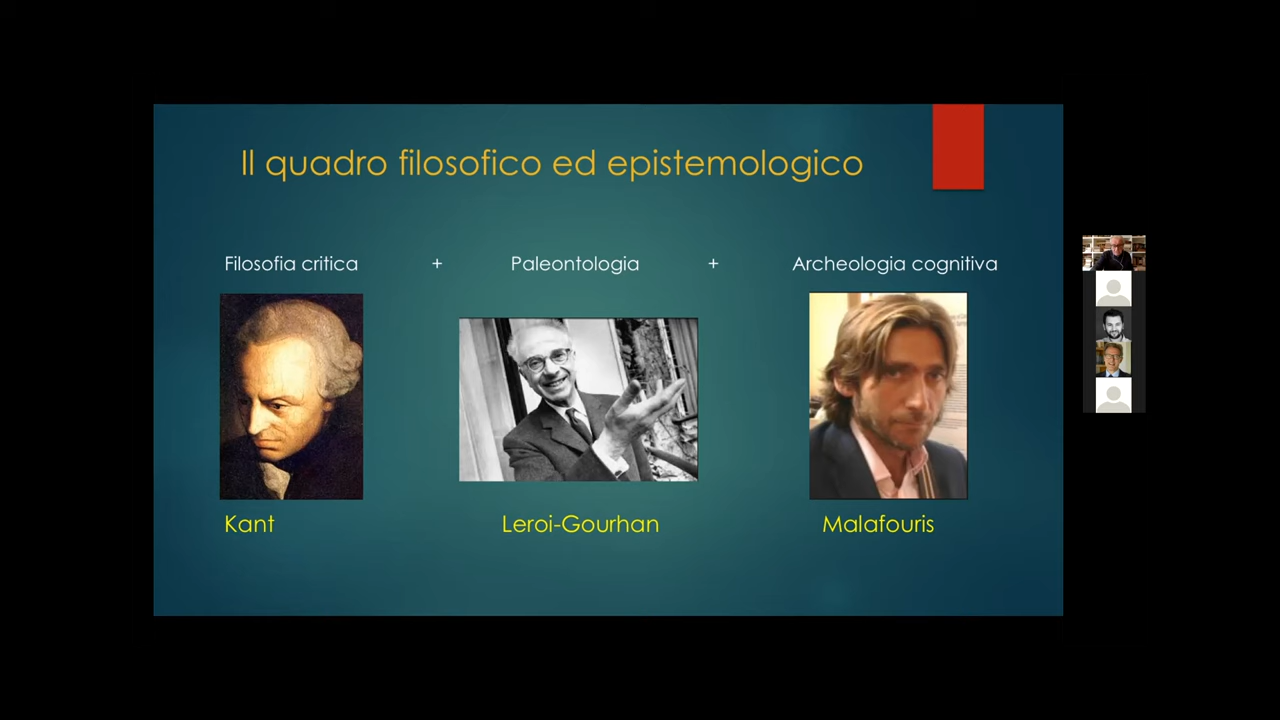 Il quadro filosofico ed epistemologico
Filosofia critica + Paleontologia + Archeologia cognitiva
Kant Leroi-Gourhan Malafouris